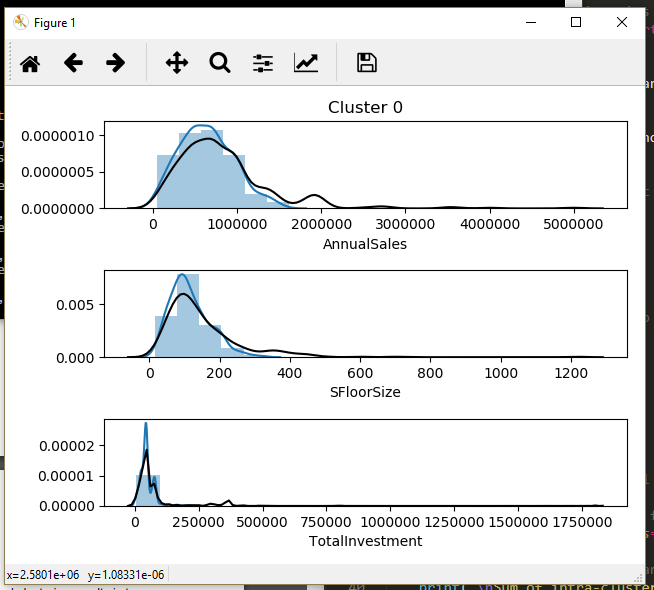 Figure 1
Cluster 0
0.0000010
0.0000005
0.0000000
0 1000000 2000000 3000000 4000000 5000000
AnnualSales
0.005
0.000
0 200 400 600 800 1000 1200
SFloorSize
0.00002
0.00001
0.00000
0 250000 500000 750000 1000000 1250000 1500000 1750000
TotalInvestment
x=2.5801e+06 y=1.08331e-06